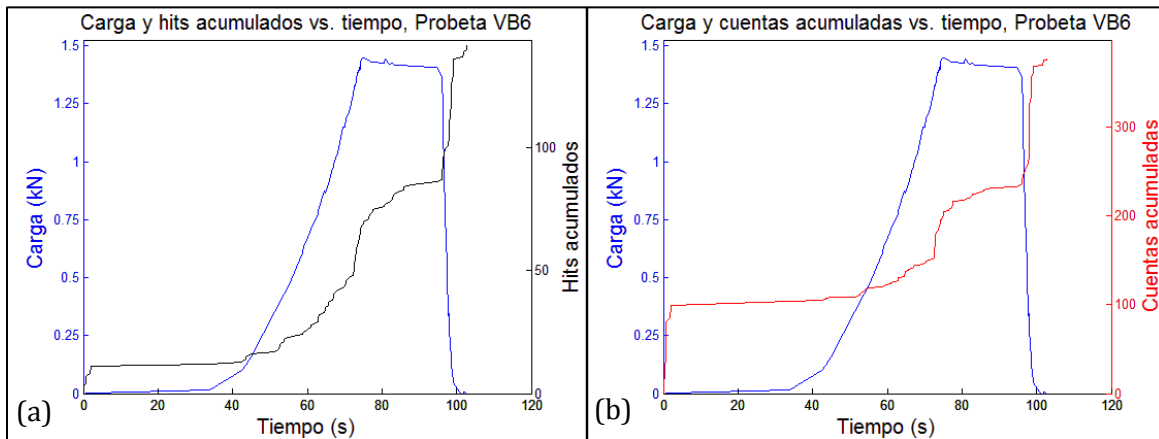 Carga y hits acumulados vs. tiempo, Probeta VB6
1.5
1.25
1
0.75
0.5
0.25
0
Carga (kN)
100
50
0
Hits acumulados
0 20 40 60 80 100 120
Tiempo (s)
(a)
Carga y cuentas acumuladas vs. tiempo, Probeta VB6
1.5
1.25
1
0.75
0.5
0.25
0
Carga (kN)
300
200
100
0
Cuentas acumuladas
0 20 40 60 80 100 120
Tiempo (s)
(b)